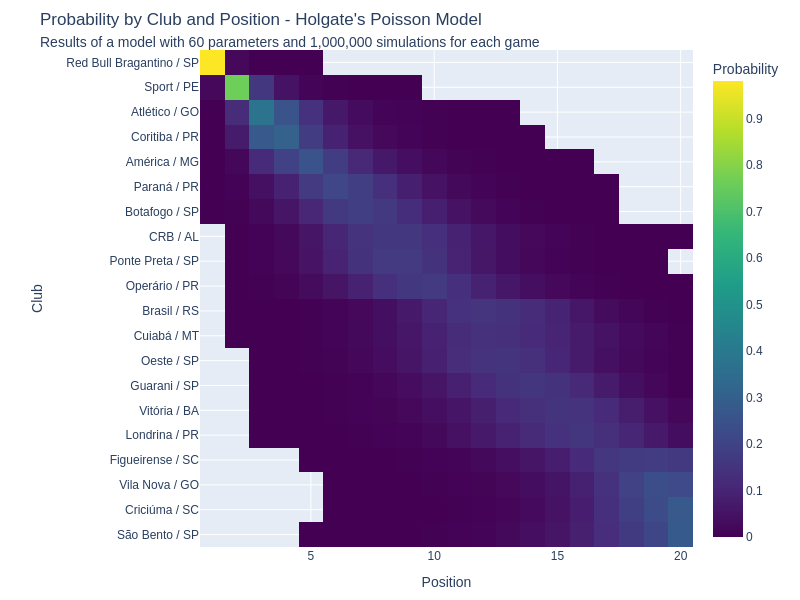 Probability by Club and Position - Holgate's Poisson Model
Results of a model with 60 parameters and 1,000,000 simulations for each game
Probability
Club
Red Bull Bragantino / SP
Sport / PE
Atlético / GO
Coritiba / PR
América / MG
Paraná / PR
Botafogo / SP
CRB / AL
Ponte Preta / SP
Operário / PR
Brasil / RS
Cuiabá / MT
Oeste / SP
Guarani / SP
Vitória / BA
Londrina / PR
Figueirense / SC
Vila Nova / GO
Criciúma / SC
São Bento / SP
5 10 15 20
Position
0.9
0.8
0.7
0.6
0.5
0.4
0.3
0.2
0.1
0